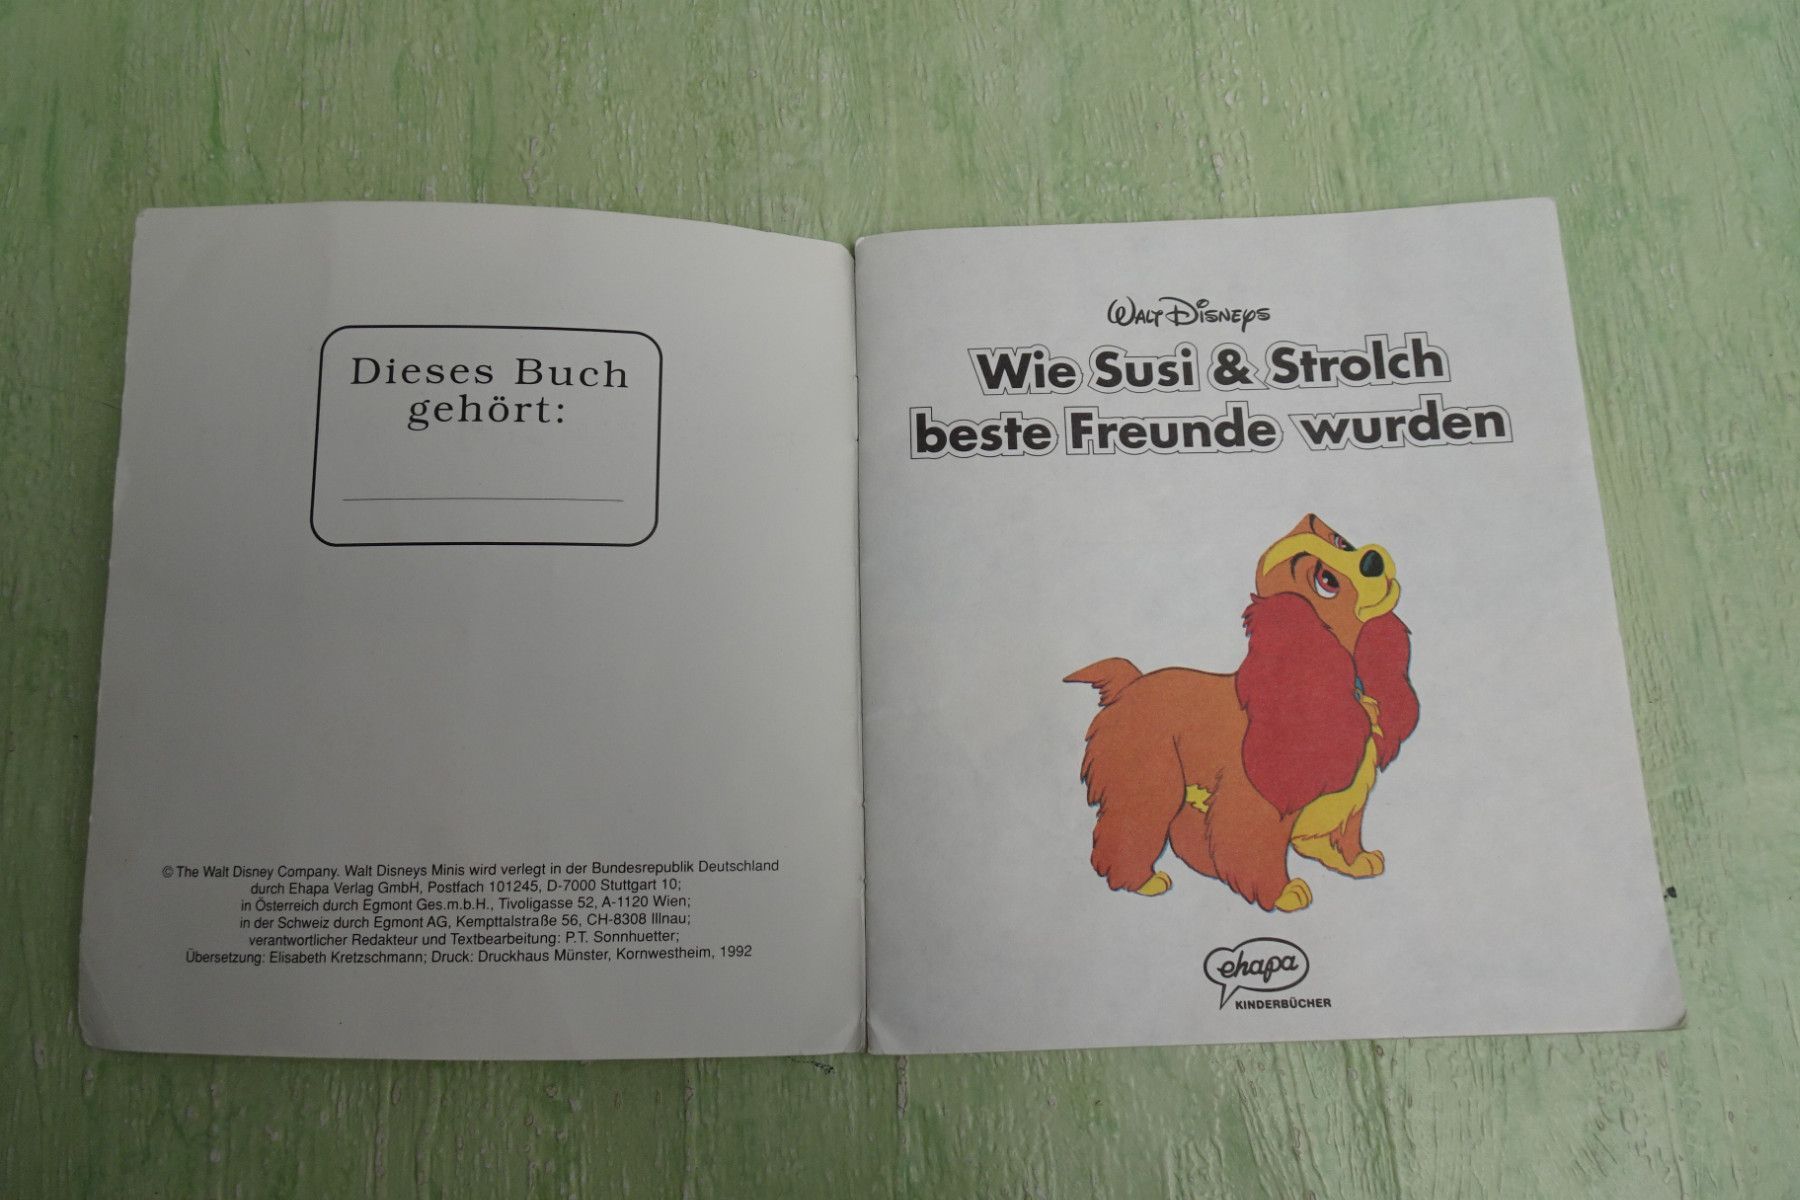 Dieses Buch
gehört:
© The Walt Disney Company. Walt Disneys Minis wird verlegt in der Bundesrepublik Deutschland
durch Ehapa Verlag GmbH, Postfach 101245, D-7000 Stuttgart 10;
in Österreich durch Egmont Ges.m.b.H., Tivoligasse 52, A-1120 Wien;
in der Schweiz durch Egmont AG, Kempttalstraße 56, CH-8308 Illnau;
verantwortlicher Redakteur und Textbearbeitung: P.T. Sonnhuetter;
Übersetzung: Elisabeth Kretzschmann; Druck: Druckhaus Münster, Kornwestheim, 1992
WALT DISNEYS
Wie Susi & Strolch
beste Freunde wurden
ehapa
KINDERBÜCHER